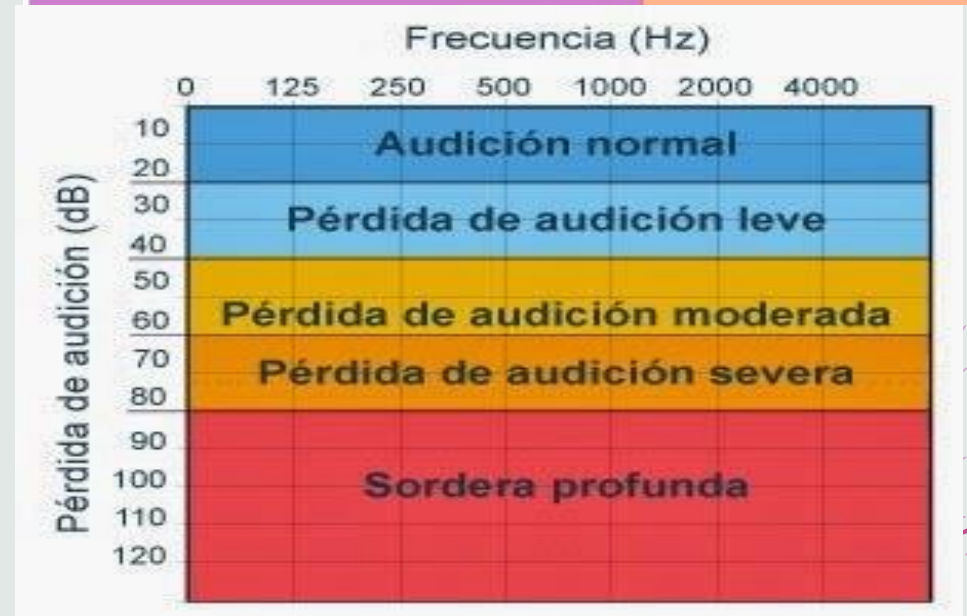 Frecuencia (Hz)
0 125 250 500 1000 2000 4000
Pérdida de audición (dB)
10
20
30
40
50
60
70
80
90
100
110
120
Audición normal
Pérdida de audición leve
Pérdida de audición moderada
Pérdida de audición severa
Sordera profunda